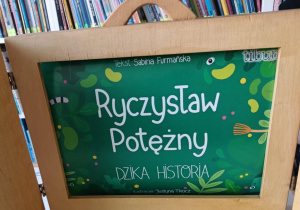 Tekst Sabina Furmańska
Ryczysław
Potężny
DZIKA HISTORIA